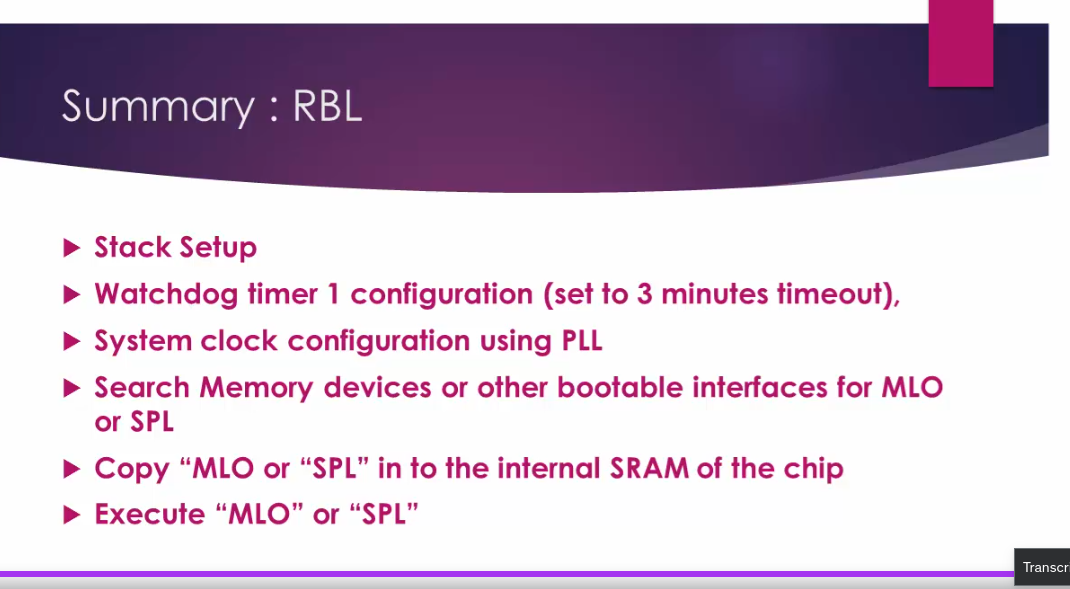 Summary : RBL
Stack Setup
Watchdog timer 1 configuration (set to 3 minutes timeout),
System clock configuration using PLL
Search Memory devices or other bootable interfaces for MLO
or SPL
Copy “MLO or “SPL” in to the internal SRAM of the chip
Execute “MLO” or “SPL”